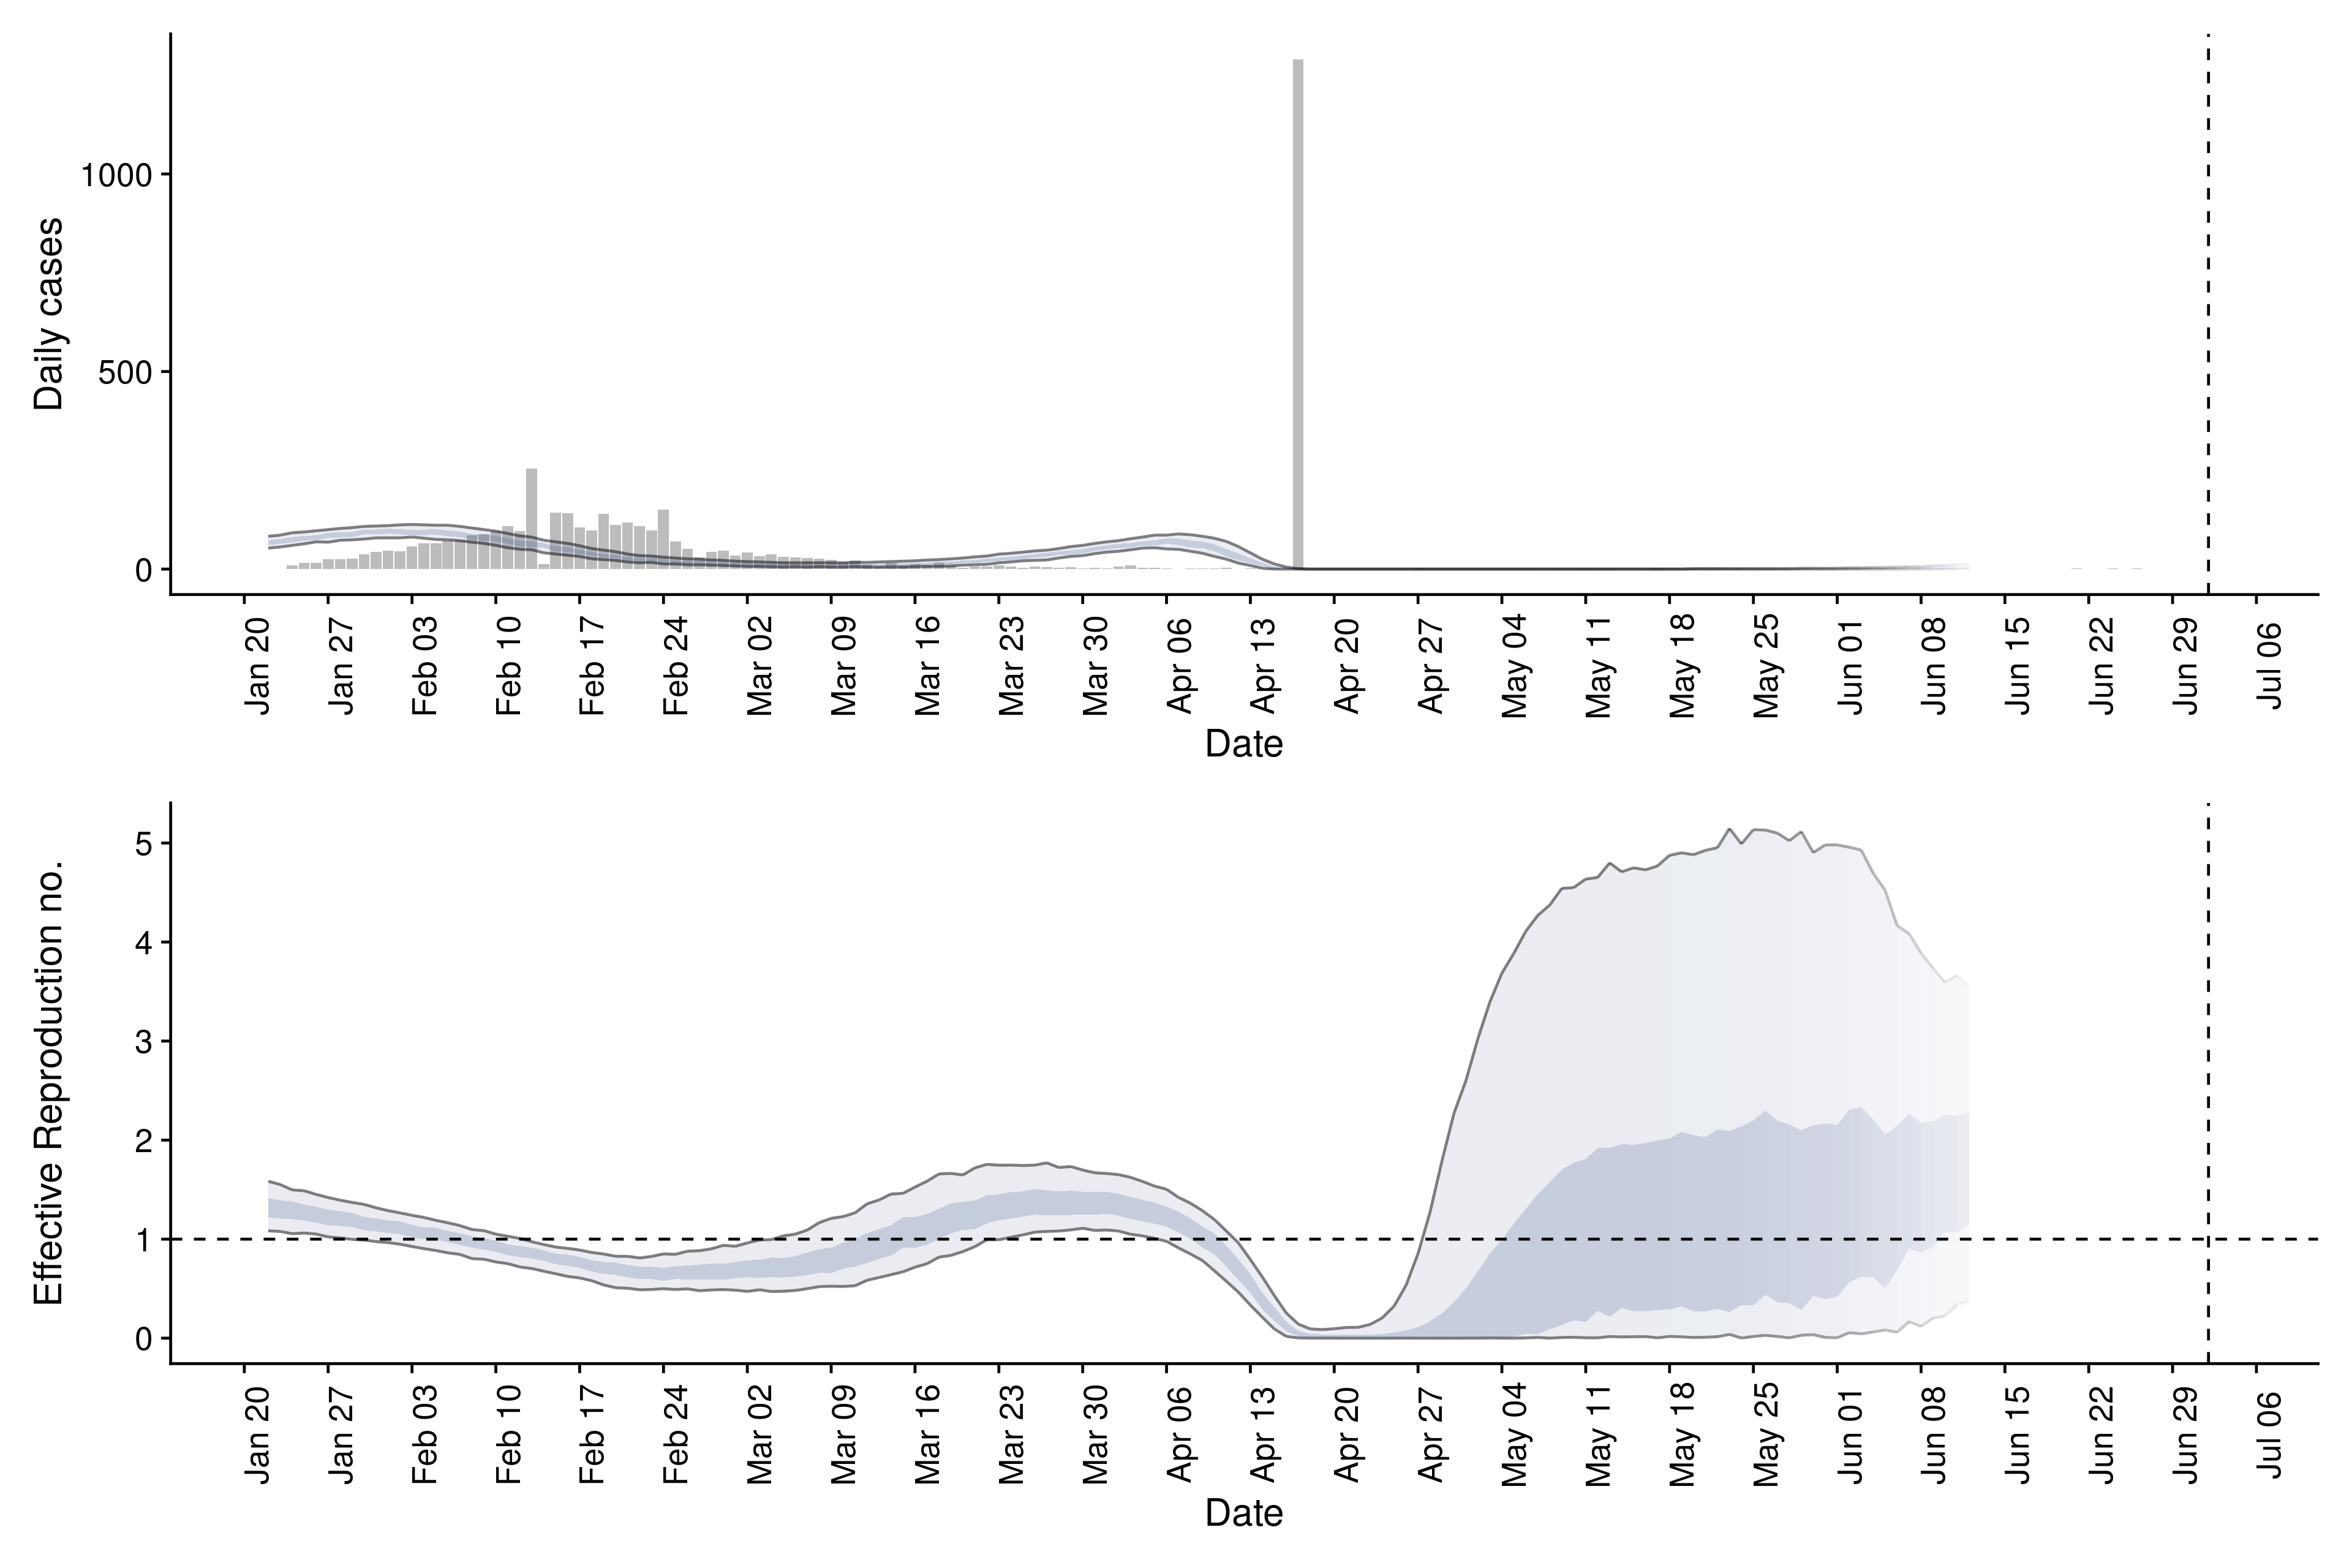 Daily cases
1000
500
0
Jan 20
Jan 27
Feb 03
Feb 10
Feb 17
Feb 24
Mar 02
Mar 09
Mar 16
Mar 23
Mar 30
Apr 06
Apr 13
Apr 20
Apr 27
May 04
May 11
May 18
May 25
Jun 01
Jun 08
Jun 15
Jun 22
Jun 29
Jul 06
Date
Effective Reproduction no.
5
4
3
2
1
0
Jan 20
Jan 27
Feb 03
Feb 10
Feb 17
Feb 24
Mar 02
Mar 09
Mar 16
Mar 23
Mar 30
Apr 06
Apr 13
Apr 20
Apr 27
May 04
May 11
May 18
May 25
Jun 01
Jun 08
Jun 15
Jun 22
Jun 29
Jul 06
Date